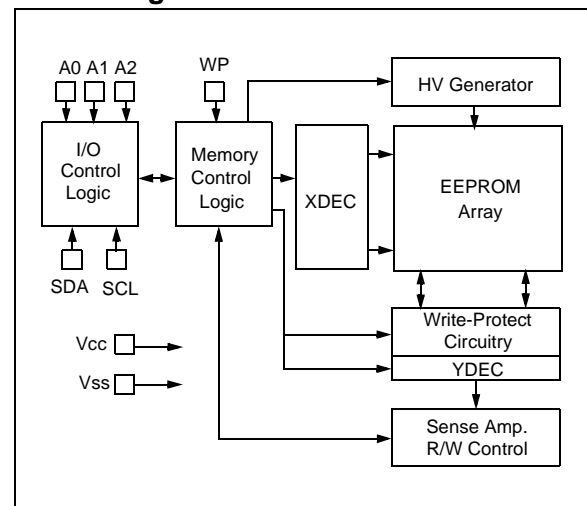 A0 A1 A2
WP
HV Generator
I/O
Control
Logic
Memory
Control
Logic
XDEC
EEPROM
Array
SDA
SCL
Write-Protect
Circuitry
YDEC
Vcc
Vss
Sense Amp.
R/W Control